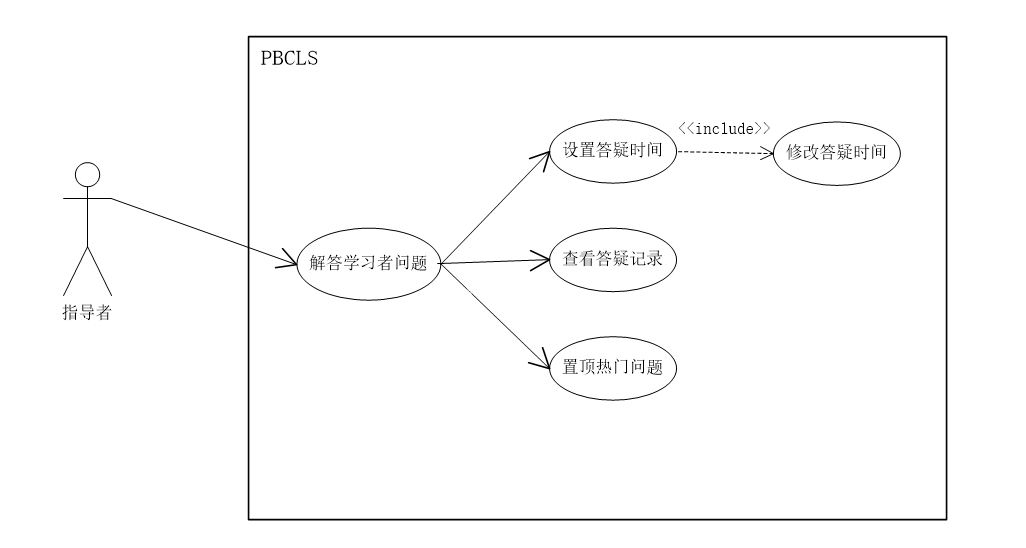 PBCLS
<<include>>
设置答疑时间
修改答疑时间
解答学习者问题
查看答疑记录
指导者
置顶热门问题